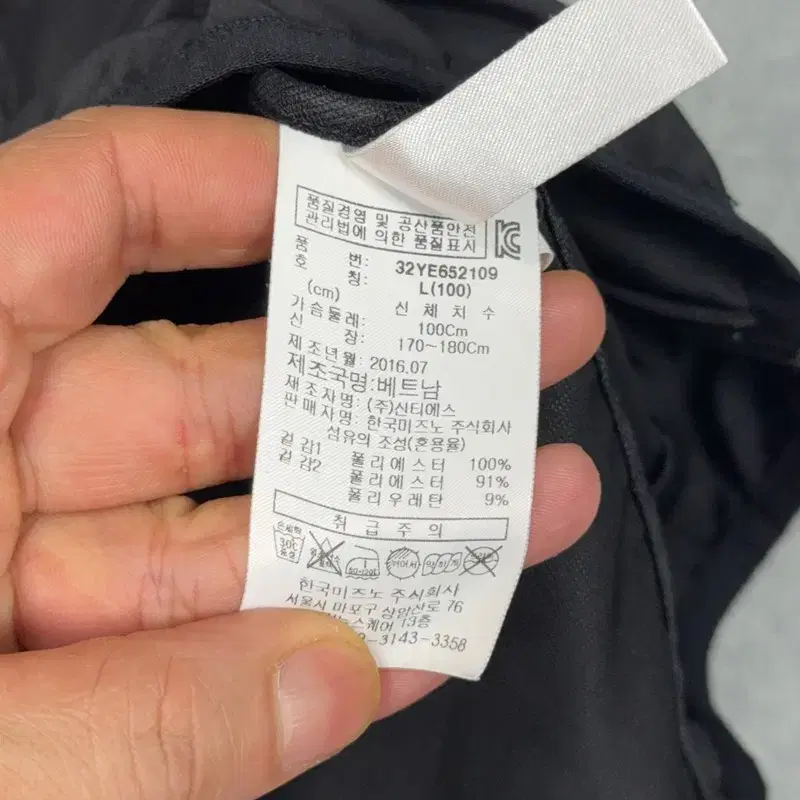 품질경영 및 공산품안전
관리법에 의한 품질표시
품 번: 32YE652109
호 칭: L(100)
(cm) 신 체 치 수
가 슴 둘 레: 100Cm
신 장: 170~180Cm
제 조 년 월: 2016.07
제조국명:베트남
제 조 자 명: (주)신티에스
판 매 자 명: 한국미즈노 주식회사
섬유의 조성(혼용율)
겉 감1 폴 리 에 스 터 100%
겉 감2 폴 리 에 스 터 91%
폴 리 우 레 탄 9%
취 급 주 의
손세탁
30℃
중성
한국미즈노 주식회사
서울시 마포구 상암산로 76
13층
-3143-3358